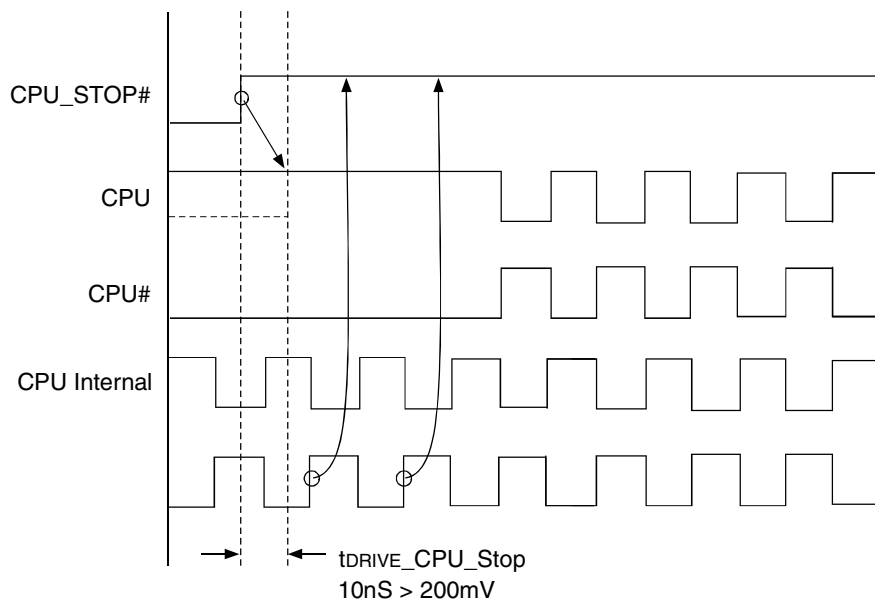 CPU_STOP#
CPU
CPU#
CPU Internal
tDRIVE_CPU_Stop
10nS > 200mV